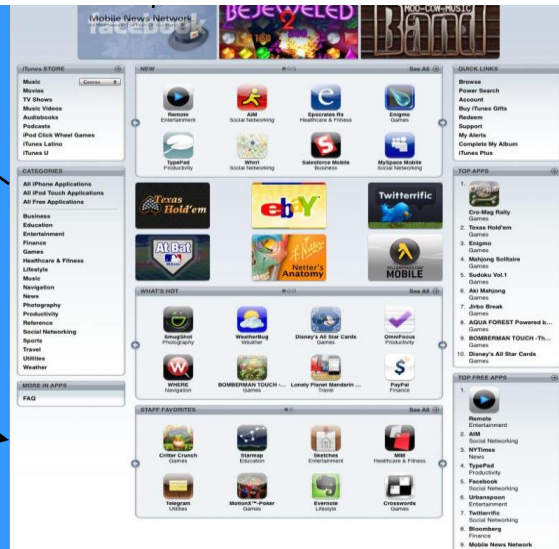 Mobile News Network
facebook
BEJEWELED
2
MOO-COW-MUSIC
Band
iTunes STORE
Music
Genres
Movies
TV Shows
Music Videos
Audiobooks
Podcasts
iPod Click Wheel Games
iTunes Latino
iTunes U
CATEGORIES
All iPhone Applications
All iPod Touch Applications
All Free Applications
Business
Education
Entertainment
Finance
Games
Healthcare & Fitness
Lifestyle
Music
Navigation
News
Photography
Productivity
Reference
Social Networking
Sports
Travel
Utilities
Weather
MORE IN APPS
FAQ
NEW
See All
Remote
Entertainment
AIM
Social Networking
Epocrates Rx
Healthcare & Fitness
Enigmo
Games
TypePad
Productivity
Whrrl
Social Networking
Salesforce Mobile
Business
MySpace Mobile
Social Networking
Texas
Hold'em
ebY
Twitterrific
At Bat
Netter's
Anatomy
MOBILE
WHAT'S HOT
See All
SmugShot
Photography
WeatherBug
Weather
Disney's All Star Cards
Games
OmniFocus
Productivity
WHERE
Navigation
BOMBERMAN TOUCH -...
Games
Lonely Planet Mandarin ...
Travel
PayPal
Finance
STAFF FAVORITES
See All
Critter Crunch
Games
Starmap
Education
Sketches
Entertainment
MIM
Healthcare & Fitness
Telegram
Utilities
MotionX™-Poker
Games
Evernote
Lifestyle
Crosswords
Games
QUICK LINKS
Browse
Power Search
Account
Buy iTunes Gifts
Redeem
Support
My Alerts
Complete My Album
iTunes Plus
TOP APPS
1.
Cro-Mag Rally
Games
2. Texas Hold'em
Games
3. Enigmo
Games
4. Mahjong Solitaire
Games
5. Sudoku Vol.1
Games
6. Aki Mahjong
Games
7. Jirbo Break
Games
8. AQUA FOREST Powered b...
Games
9. BOMBERMAN TOUCH -Th...
Games
10. Disney's All Star Cards
Games
TOP FREE APPS
1.
Remote
Entertainment
2. AIM
Social Networking
3. NYTimes
News
4. TypePad
Productivity
5. Facebook
Social Networking
6. Urbanspoon
Entertainment
7. Twitterrific
Social Networking
8. Bloomberg
Finance
9. Mobile News Network